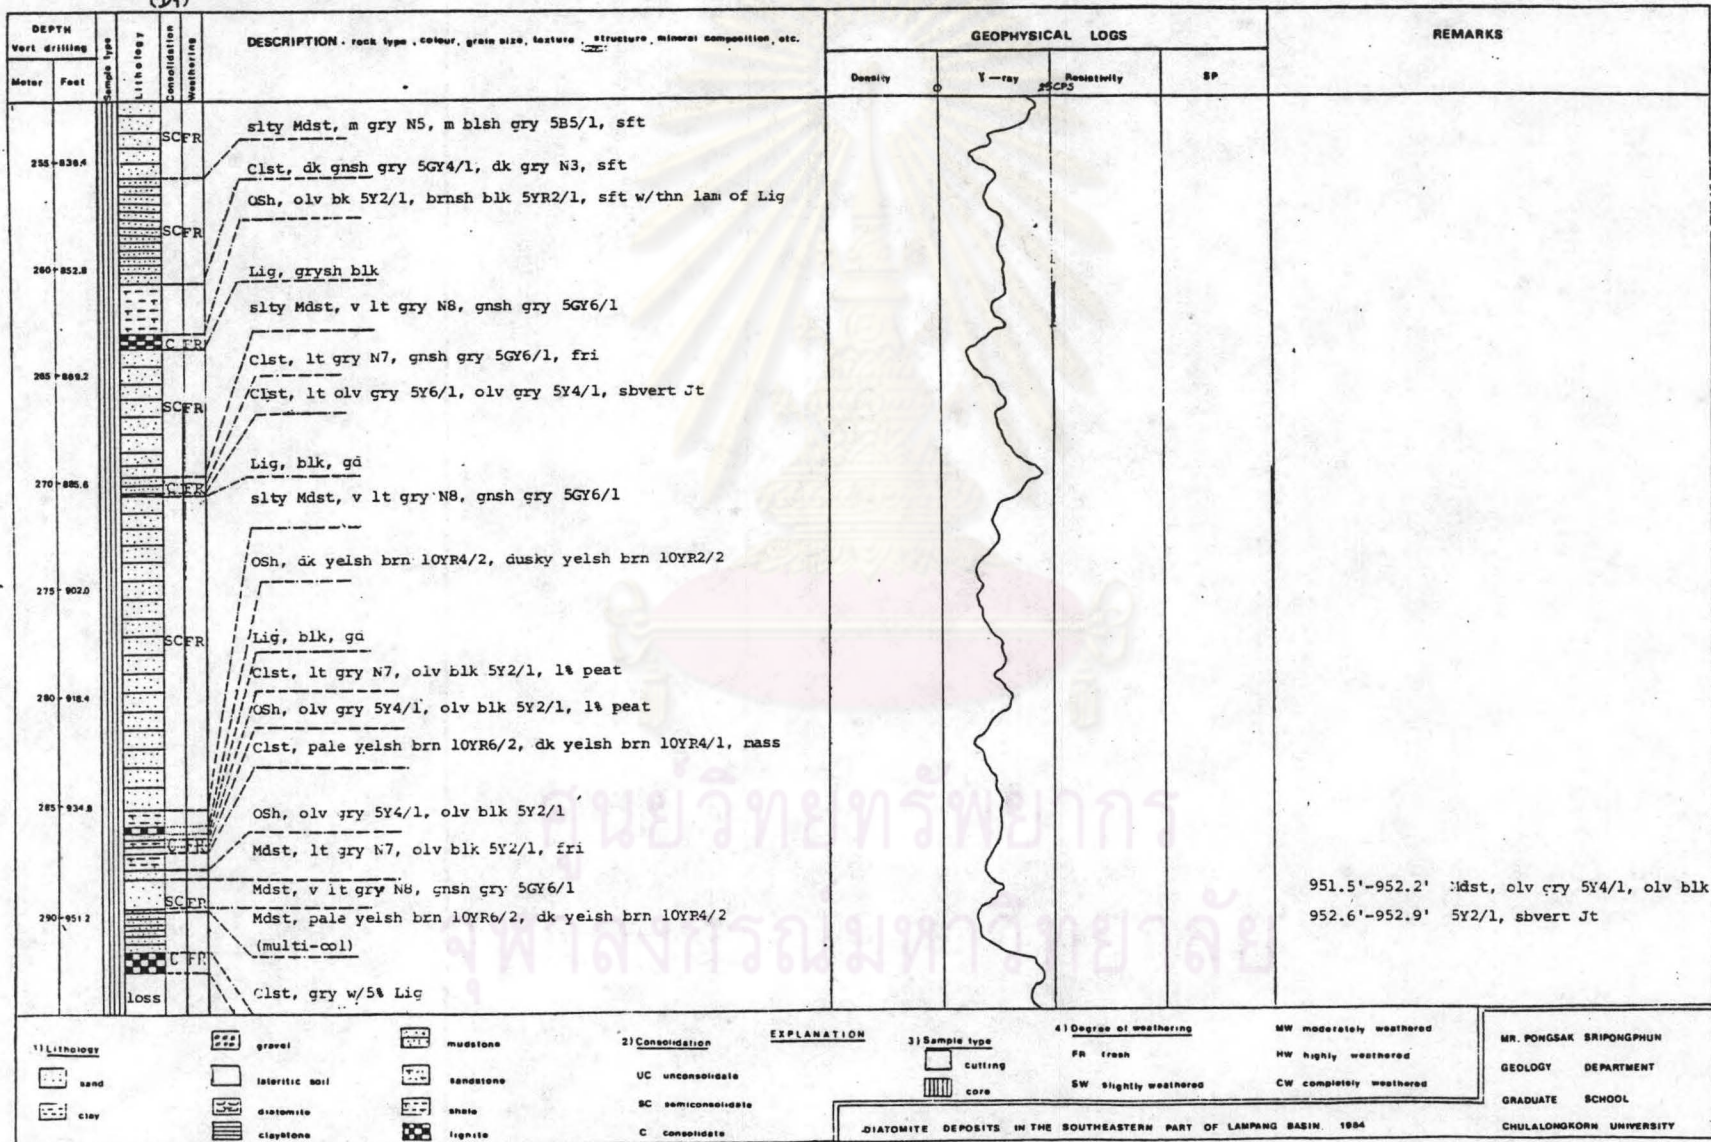 DEPTH
Vert drilling
Meter Feet
Sample type
Lithology
Consolidation
Weathering
DESCRIPTION . rock type , colour, grain size, texture , structure , mineral composition , etc.
GEOPHYSICAL LOGS
Density γ—ray Resistivity SP
0 25CPS
REMARKS
SC FR
slty Mdst, m gry N5, m blsh gry 5B5/1, sft
255 836.4
Clst, dk gnsh gry 5GY4/1, dk gry N3, sft
OSh, olv bk 5Y2/1, brnsh blk 5YR2/1, sft w/thn lam of Lig
SC FR
260 852.8
Lig, grysh blk
slty Mdst, v lt gry N8, gnsh gry 5GY6/1
C FR
Clst, lt gry N7, gnsh gry 5GY6/1, fri
265 869.2
Clst, lt olv gry 5Y6/1, olv gry 5Y4/1, sbvert Jt
SC FR
Lig, blk, gd
270 885.6
C FR
slty Mdst, v lt gry N8, gnsh gry 5GY6/1
OSh, dk yelsh brn 10YR4/2, dusky yelsh brn 10YR2/2
275 902.0
SC FR
Lig, blk, gd
Clst, lt gry N7, olv blk 5Y2/1, 1% peat
280 918.4
OSh, olv gry 5Y4/1, olv blk 5Y2/1, 1% peat
Clst, pale yelsh brn 10YR6/2, dk yelsh brn 10YR4/1, mass
285 934.8
OSh, olv gry 5Y4/1, olv blk 5Y2/1
C FR
Mdst, lt gry N7, olv blk 5Y2/1, fri
Mdst, v lt gry N8, gnsh gry 5GY6/1
951.5'-952.2' Mdst, olv gry 5Y4/1, olv blk
SC FR
290 951.2
Mdst, pale yelsh brn 10YR6/2, dk yelsh brn 10YR4/2
952.6'-952.9' 5Y2/1, sbvert Jt
(multi-col)
C FR
Clst, gry w/5% Lig
loss
ศูนย์วิทยทรัพยากร
จุฬาลงกรณ์มหาวิทยาลัย
EXPLANATION
1) Lithology
sand
clay
gravel
lateritic soil
diatomite
claystone
mudstone
sandstone
shale
lignite
2) Consolidation
UC unconsolidate
SC semiconsolidate
C consolidate
3) Sample type
cutting
core
4) Degree of weathering
FR fresh
SW slightly weathered
MW moderately weathered
HW highly weathered
CW completely weathered
DIATOMITE DEPOSITS IN THE SOUTHEASTERN PART OF LAMPANG BASIN. 1984
MR. PONGSAK SRIPONGPHUN
GEOLOGY DEPARTMENT
GRADUATE SCHOOL
CHULALONGKORN UNIVERSITY